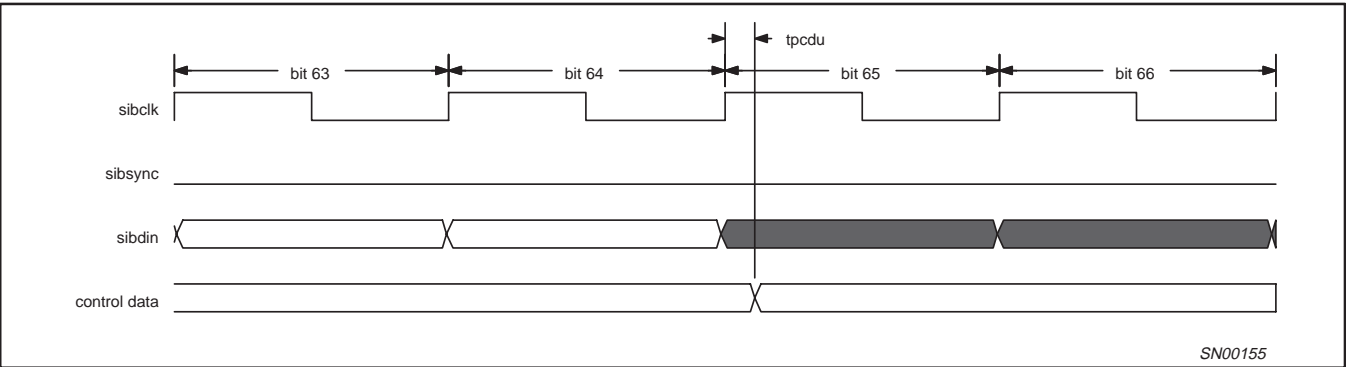 tpcdu
bit 63
bit 64
bit 65
bit 66
sibclk
sibsync
sibdin
control data
SN00155